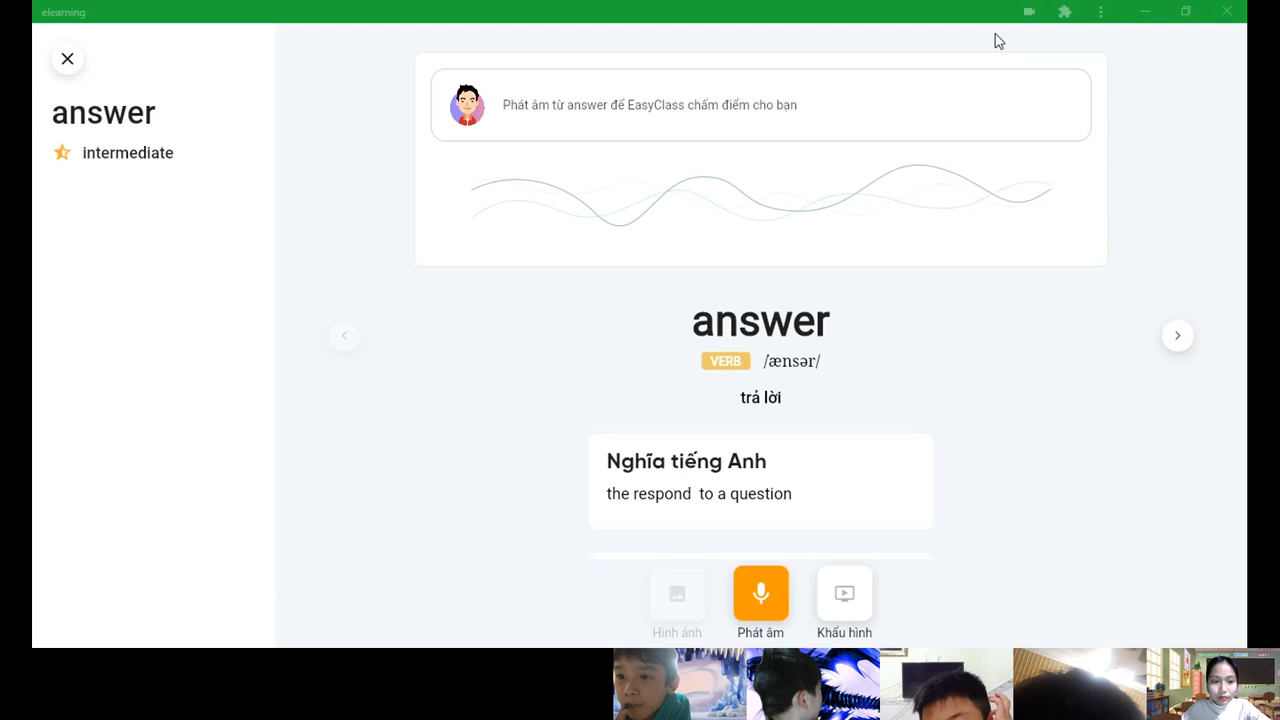 elearning
answer
intermediate
Phát âm từ answer để EasyClass chấm điểm cho bạn
answer
VERB /ænsər/
trả lời
Nghĩa tiếng Anh
the respond to a question
Hình ảnh Phát âm Khẩu hình